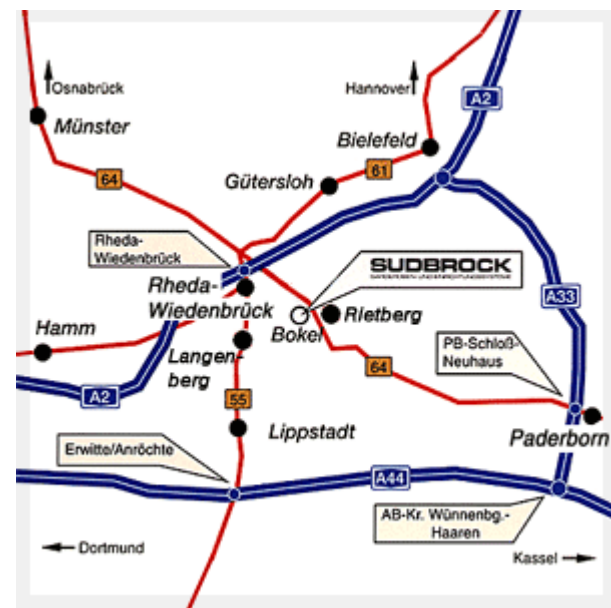 Osnabrück
Hannover
A2
Münster
Bielefeld
64
61
Gütersloh
Rheda-
Wiedenbrück
SUDBROCK
Rheda-
Wiedenbrück
Rietberg
Bokel
A33
Hamm
Langen-
berg
PB-Schloß-
Neuhaus
64
A2
55
Paderborn
Lippstadt
Erwitte/Anröchte
A44
AB-Kr. Wünnenbg.-
Haaren
Dortmund
Kassel